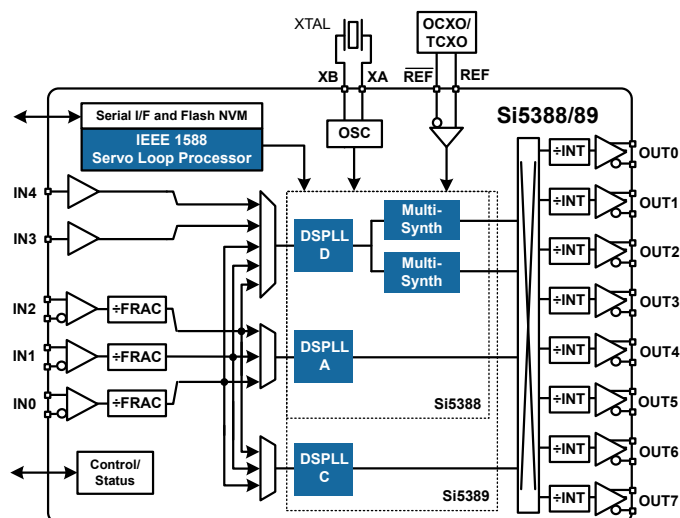 XTAL
OCXO/
TCXO
XB
XA
REF
REF
Si5388/89
Serial I/F and Flash NVM
IEEE 1588
Servo Loop Processor
OSC
÷INT
OUT0
IN4
÷INT
OUT1
IN3
DSPLL
D
Multi-
Synth
÷INT
OUT2
Multi-
Synth
IN2
÷FRAC
÷INT
OUT3
IN1
÷FRAC
DSPLL
A
÷INT
OUT4
IN0
÷FRAC
Si5388
÷INT
OUT5
Control/
Status
DSPLL
C
÷INT
OUT6
Si5389
÷INT
OUT7